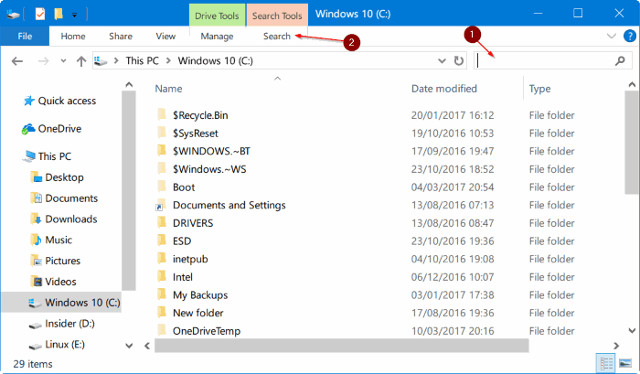 Drive Tools Search Tools Windows 10 (C:)
File Home Share View Manage Search
1
2
This PC Windows 10 (C:)
Name Date modified Type
Quick access
OneDrive
This PC
Desktop
Documents
Downloads
Music
Pictures
Videos
Windows 10 (C:)
Insider (D:)
Linux (E:)
$Recycle.Bin 20/01/2017 16:12 File folder
$SysReset 19/10/2016 10:53 File folder
$WINDOWS.~BT 17/09/2016 19:47 File folder
$Windows.~WS 23/10/2016 18:52 File folder
Boot 04/03/2017 20:54 File folder
Documents and Settings 13/08/2016 07:13 File folder
DRIVERS 13/08/2016 08:47 File folder
ESD 23/10/2016 19:36 File folder
inetpub 04/10/2016 19:08 File folder
Intel 06/12/2016 10:07 File folder
My Backups 03/01/2017 17:38 File folder
New folder 17/08/2016 19:36 File folder
OneDriveTemp 10/03/2017 20:16 File folder
29 items